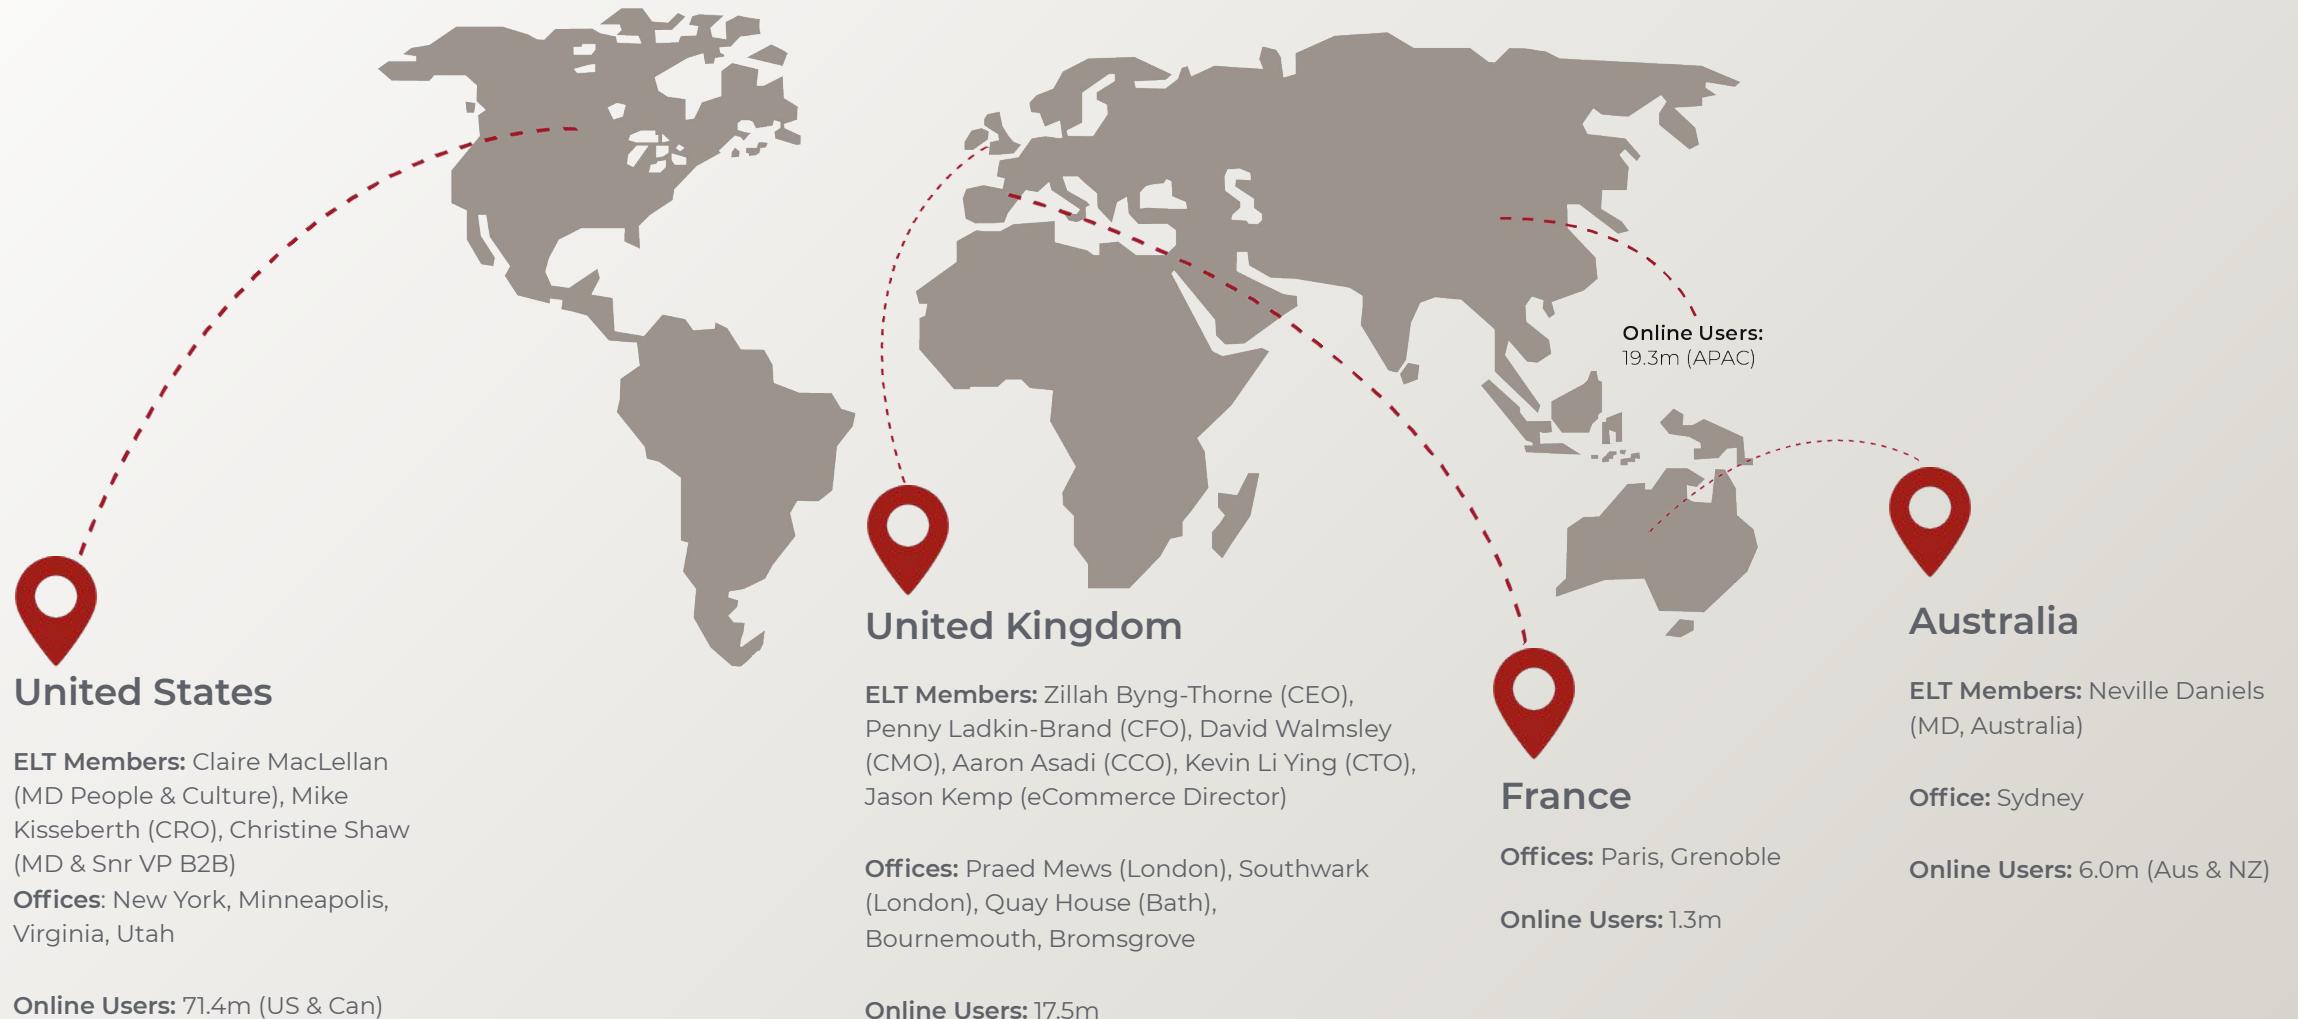 Online Users:
19.3m (APAC)
United States
ELT Members: Claire MacLellan
(MD People & Culture), Mike
Kisseberth (CRO), Christine Shaw
(MD & Snr VP B2B)
Offices: New York, Minneapolis,
Virginia, Utah
Online Users: 71.4m (US & Can)
United Kingdom
ELT Members: Zillah Byng-Thorne (CEO),
Penny Ladkin-Brand (CFO), David Walmsley
(CMO), Aaron Asadi (CCO), Kevin Li Ying (CTO),
Jason Kemp (eCommerce Director)
Offices: Praed Mews (London), Southwark
(London), Quay House (Bath),
Bournemouth, Bromsgrove
Online Users: 17.5m
France
Offices: Paris, Grenoble
Online Users: 1.3m
Australia
ELT Members: Neville Daniels
(MD, Australia)
Office: Sydney
Online Users: 6.0m (Aus & NZ)